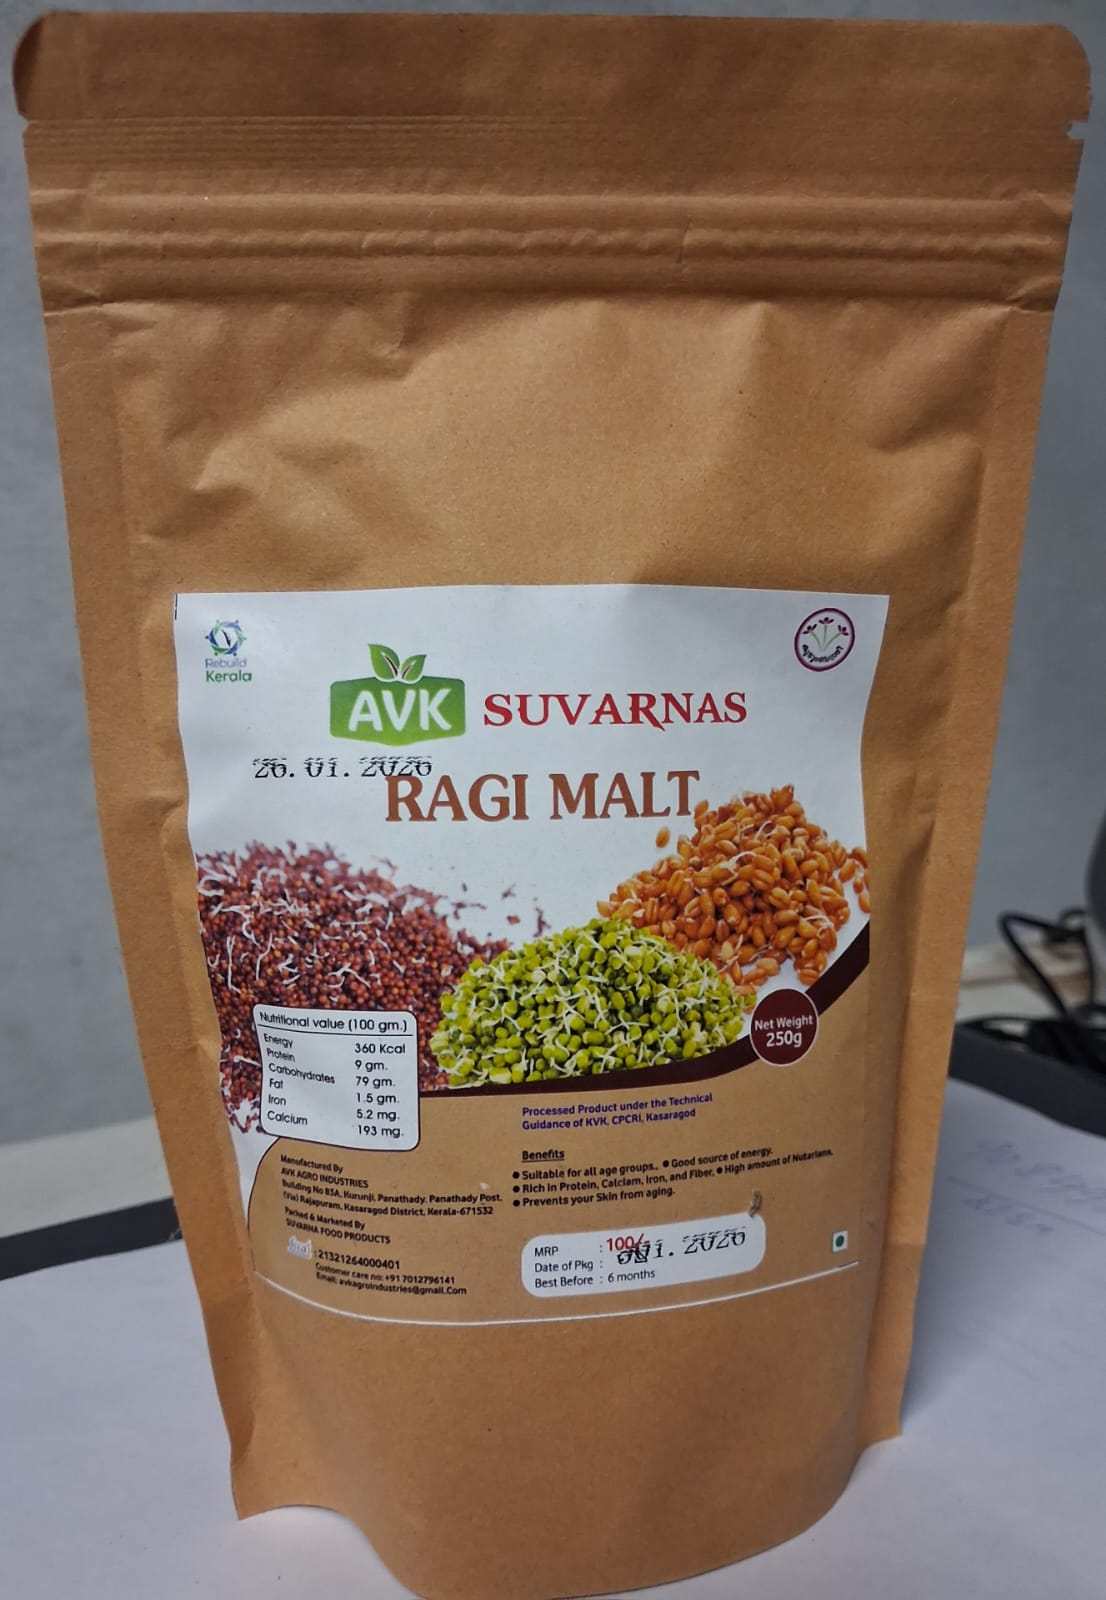 Rebuild
Kerala
കുടുംബശ്രീ
AVK SUVARNAS
26.01.2026
RAGI MALT
Nutritional value (100 gm.)
Energy 360 Kcal
Protein 9 gm.
Carbohydrates 79 gm.
Fat 1.5 gm.
Iron 5.2 mg.
Calcium 193 mg.
Net Weight
250g
Processed Product under the Technical
Guidance of KVK, CPCRI, Kasaragod
Benefits
● Suitable for all age groups.. ● Good source of energy.
● Rich in Protein, Calciam, Iron, and Fiber. ● High amount of Nutarians.
● Prevents your Skin from aging.
Manufactured By
AVK AGRO INDUSTRIES
Building No 83A, Kurunji, Panathady, Panathady Post,
(Via) Rajapuram, Kasaragod District, Kerala-671532
Packed & Marketed By
SUVARNA FOOD PRODUCTS
fssai :21321264000401
Customer care no: +91 7012796141
Email: avkagroindustries@gmail.Com
MRP : 100/-
Date of Pkg : 01.2026
Best Before : 6 months